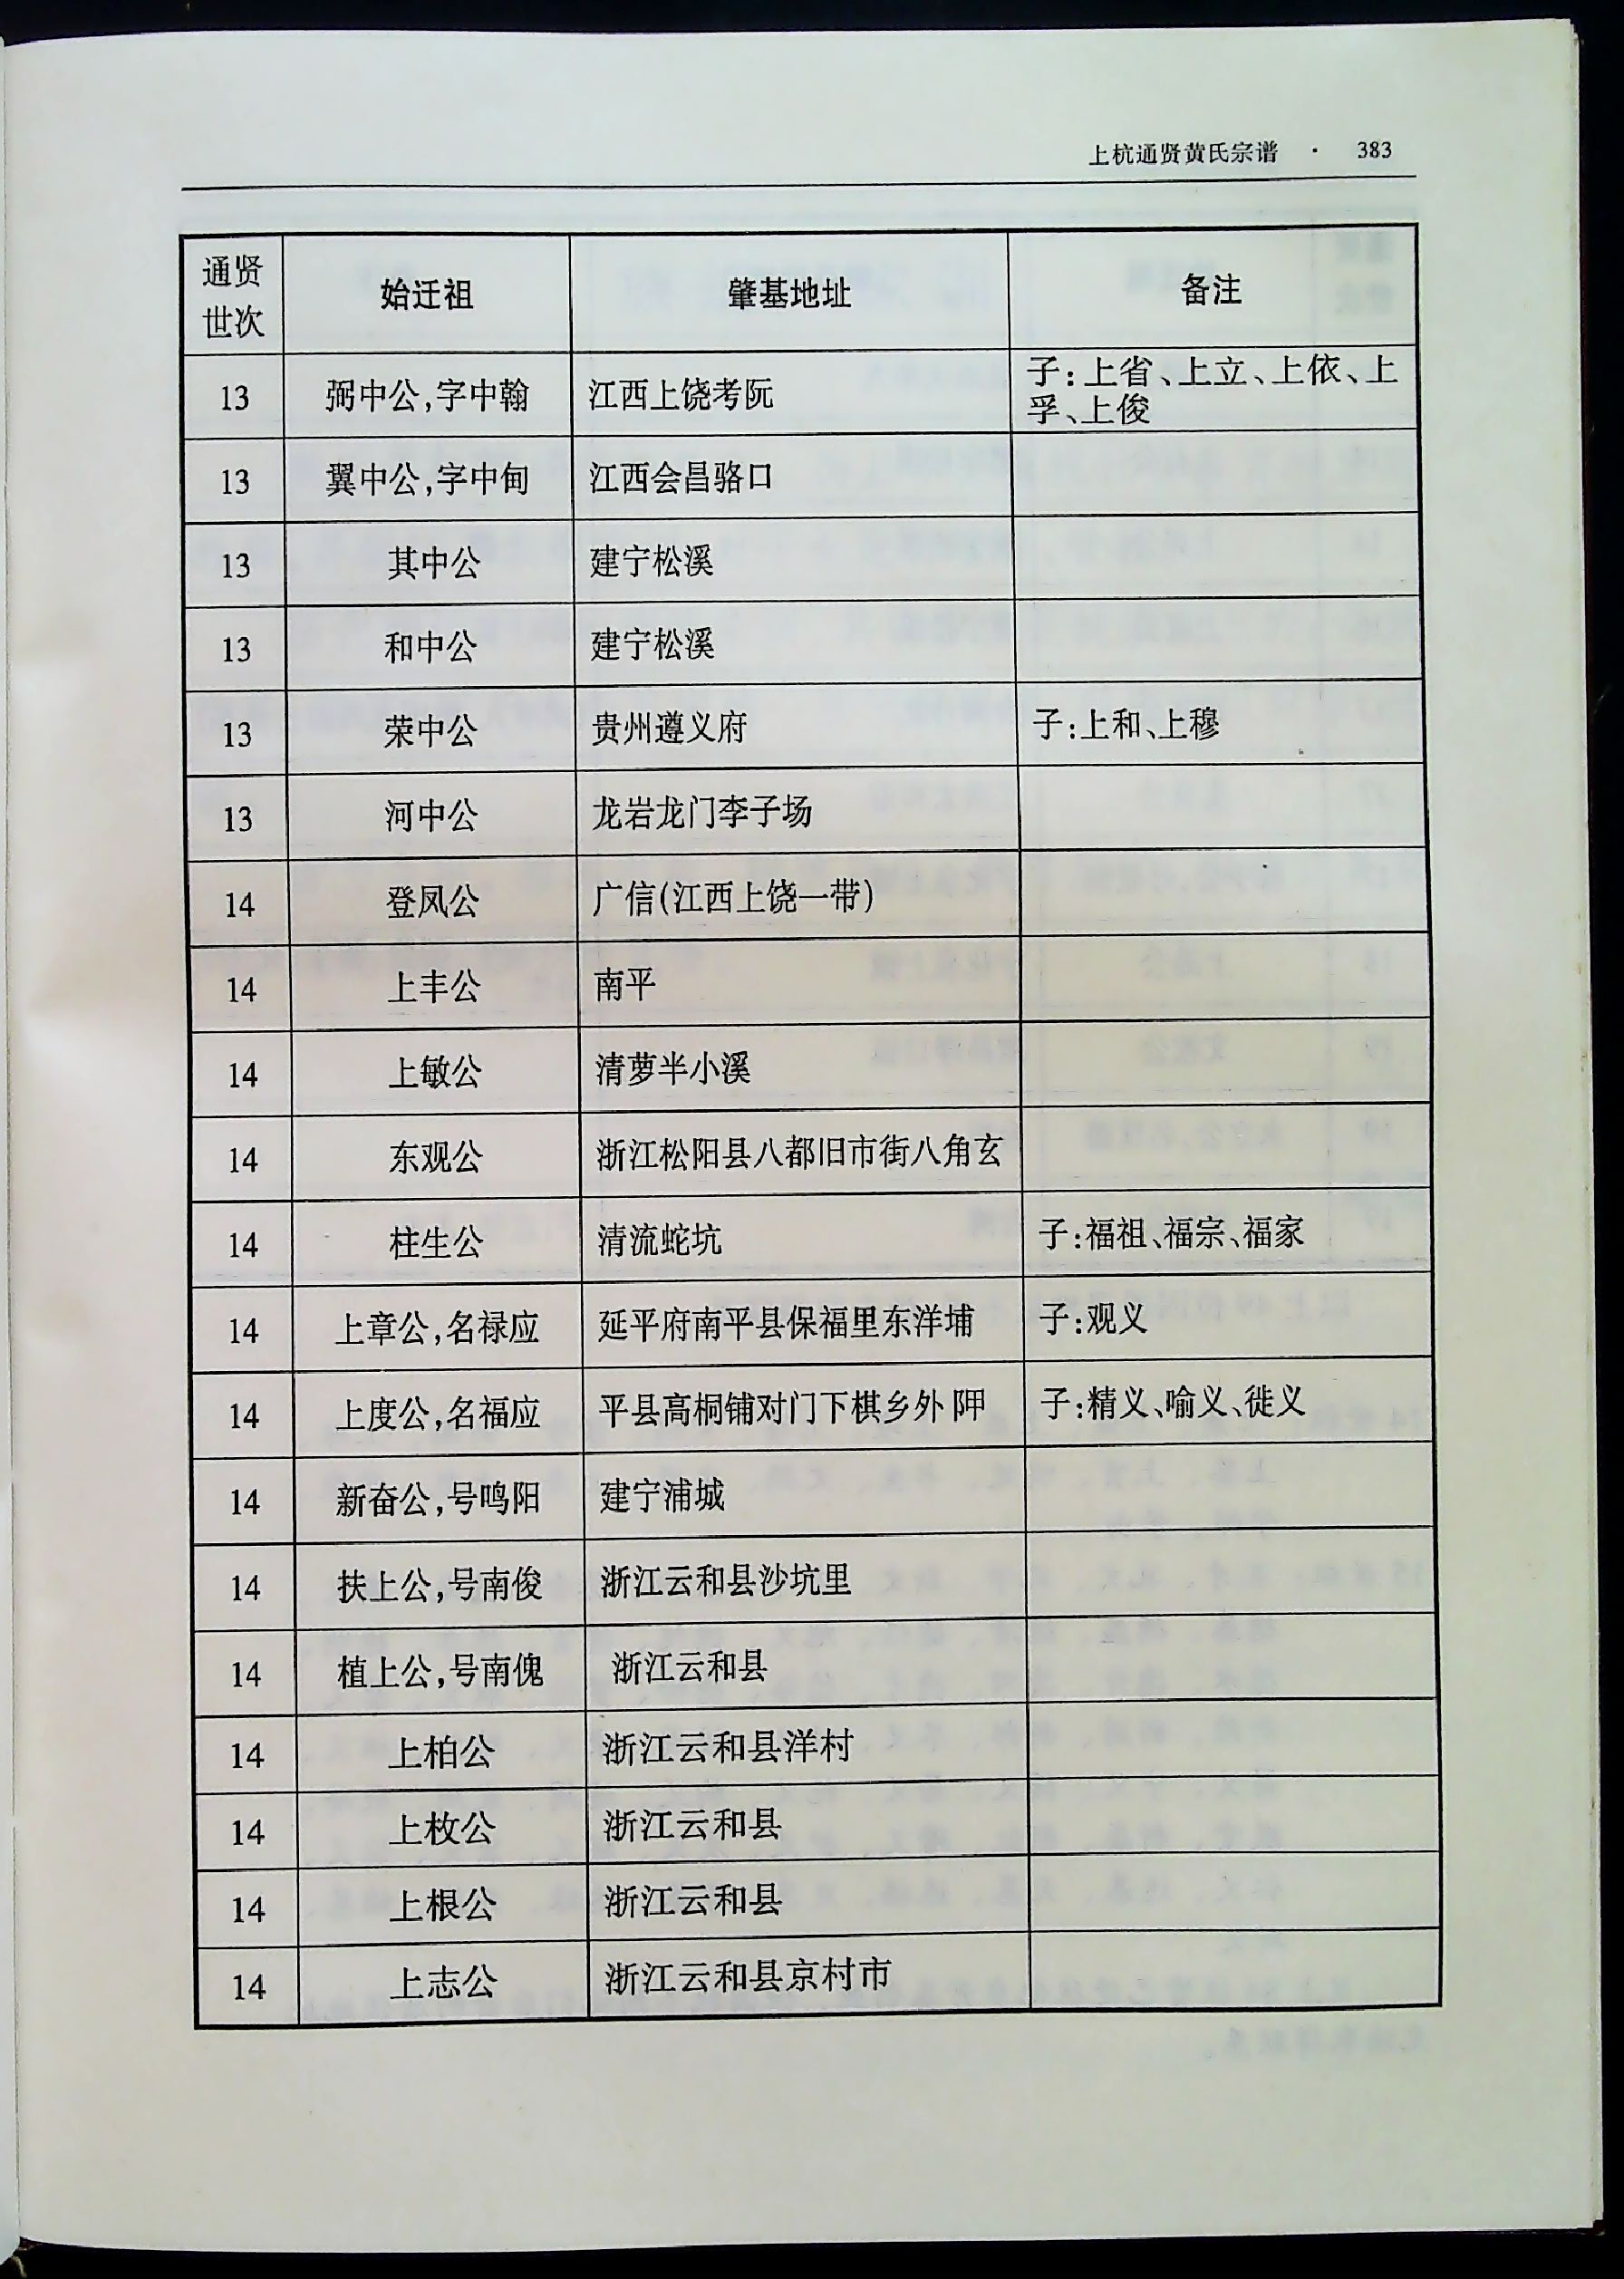 上杭通贤黄氏宗谱 · 383
通贤世次 始迁祖 肇基地址 备注
13 弼中公,字中翰 江西上饶考阮 子:上省、上立、上依、上孚、上俊
13 翼中公,字中甸 江西会昌骆口
13 其中公 建宁松溪
13 和中公 建宁松溪
13 荣中公 贵州遵义府 子:上和、上穆
13 河中公 龙岩龙门李子场
14 登凤公 广信(江西上饶一带)
14 上丰公 南平
14 上敏公 清萝半小溪
14 东观公 浙江松阳县八都旧市街八角玄
14 柱生公 清流蛇坑 子:福祖、福宗、福家
14 上章公,名禄应 延平府南平县保福里东洋埔 子:观义
14 上度公,名福应 平县高桐铺对门下棋乡外 阡 子:精义、喻义、徙义
14 新奋公,号鸣阳 建宁浦城
14 扶上公,号南俊 浙江云和县沙坑里
14 植上公,号南傀 浙江云和县
14 上柏公 浙江云和县洋村
14 上枚公 浙江云和县
14 上根公 浙江云和县
14 上志公 浙江云和县京村市